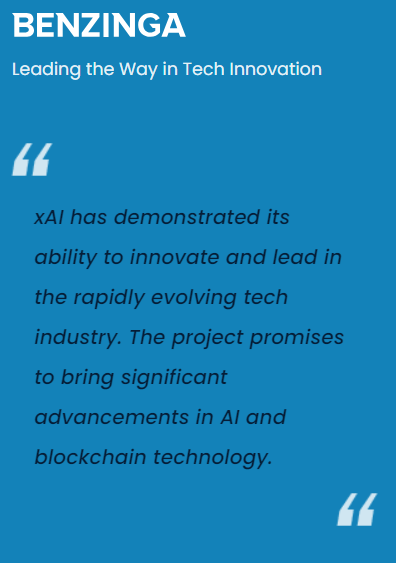 BENZINGA
Leading the Way in Tech Innovation
“
xAI has demonstrated its
ability to innovate and lead in
the rapidly evolving tech
industry. The project promises
to bring significant
advancements in AI and
blockchain technology.
“